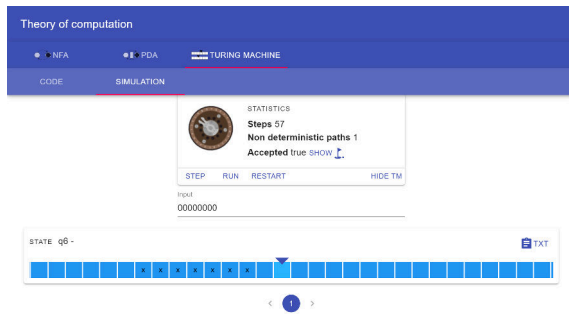 Theory of computation
NFA PDA TURING MACHINE
CODE SIMULATION
STATISTICS
Steps 57
Non deterministic paths 1
Accepted true SHOW
STEP RUN RESTART HIDE TM
Input
00000000
STATE q6 -
TXT
x x x x x x x
1